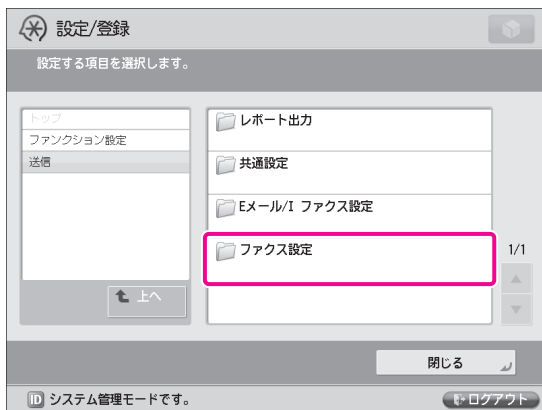 設定/登録
設定する項目を選択します。
トップ
ファンクション設定
送信
上へ
レポート出力
共通設定
Eメール/I ファクス設定
ファクス設定
1/1
閉じる
ID システム管理モードです。
ログアウト